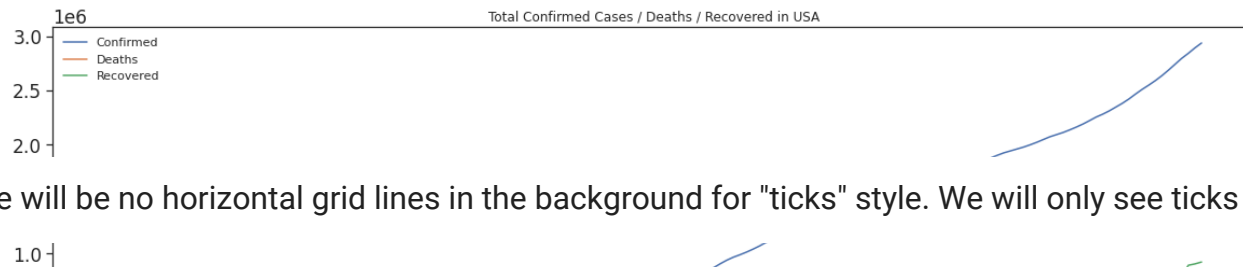 1e6
Total Confirmed Cases / Deaths / Recovered in USA
3.0
Confirmed
Deaths
Recovered
2.5
2.0
will be no horizontal grid lines in the background for "ticks" style. We will only see ticks
1.0